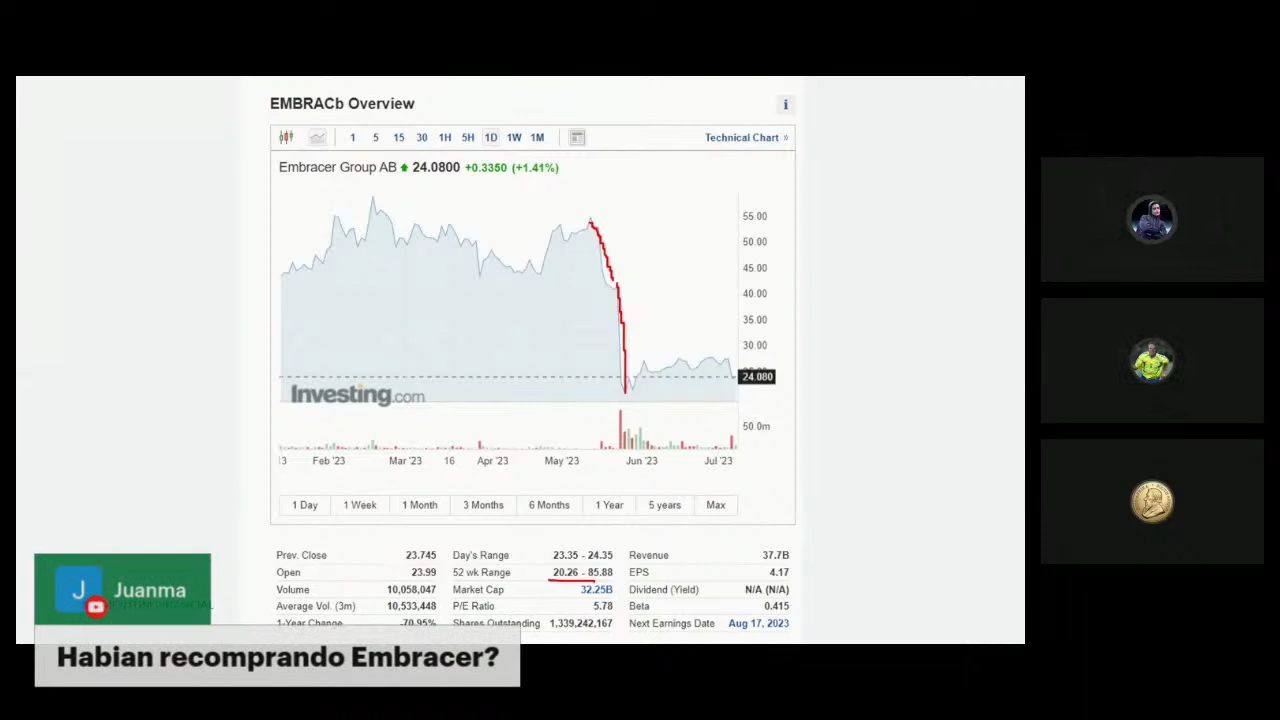 EMBRACb Overview
i
1 5 15 30 1H 5H 1D 1W 1M Technical Chart »
Embracer Group AB 24.0800 +0.3350 (+1.41%)
55.00
50.00
45.00
40.00
35.00
30.00
24.080
Investing.com
50.0m
Feb '23 Mar '23 16 Apr '23 May '23 Jun '23 Jul '23
1 Day 1 Week 1 Month 3 Months 6 Months 1 Year 5 years Max
Prev. Close 23.745 Day's Range 23.35 - 24.35 Revenue 37.7B
Open 23.99 52 wk Range 20.26 - 85.88 EPS 4.17
Volume 10,058,047 Market Cap 32.25B Dividend (Yield) N/A (N/A)
Average Vol. (3m) 10,533,448 P/E Ratio 5.78 Beta 0.415
1-Year Change -70.95% Shares Outstanding 1,339,242,167 Next Earnings Date Aug 17, 2023
J Juanma
Habian recomprando Embracer?